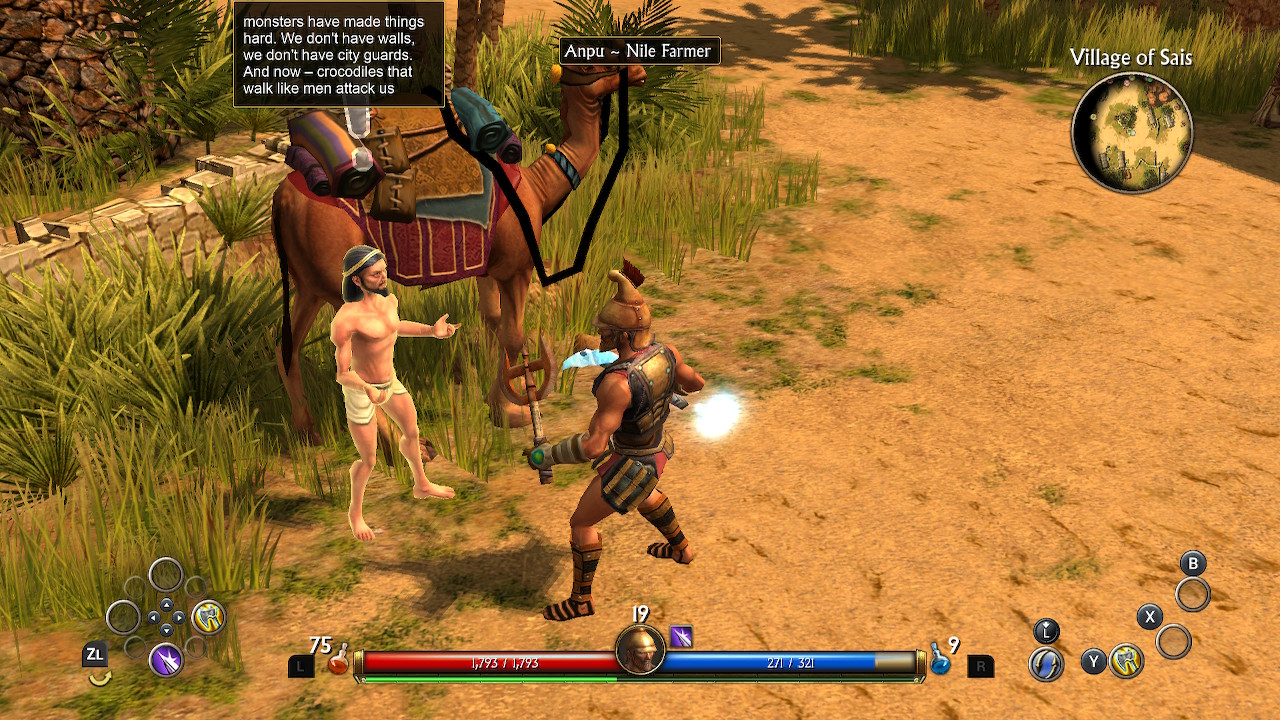 monsters have made things
hard. We don't have walls,
we don't have city guards.
And now – crocodiles that
walk like men attack us
Anpu ~ Nile Farmer
Village of Sais
ZL
75
L
1,793 / 1,793
19
271 / 321
9
R
B
X
L
Y